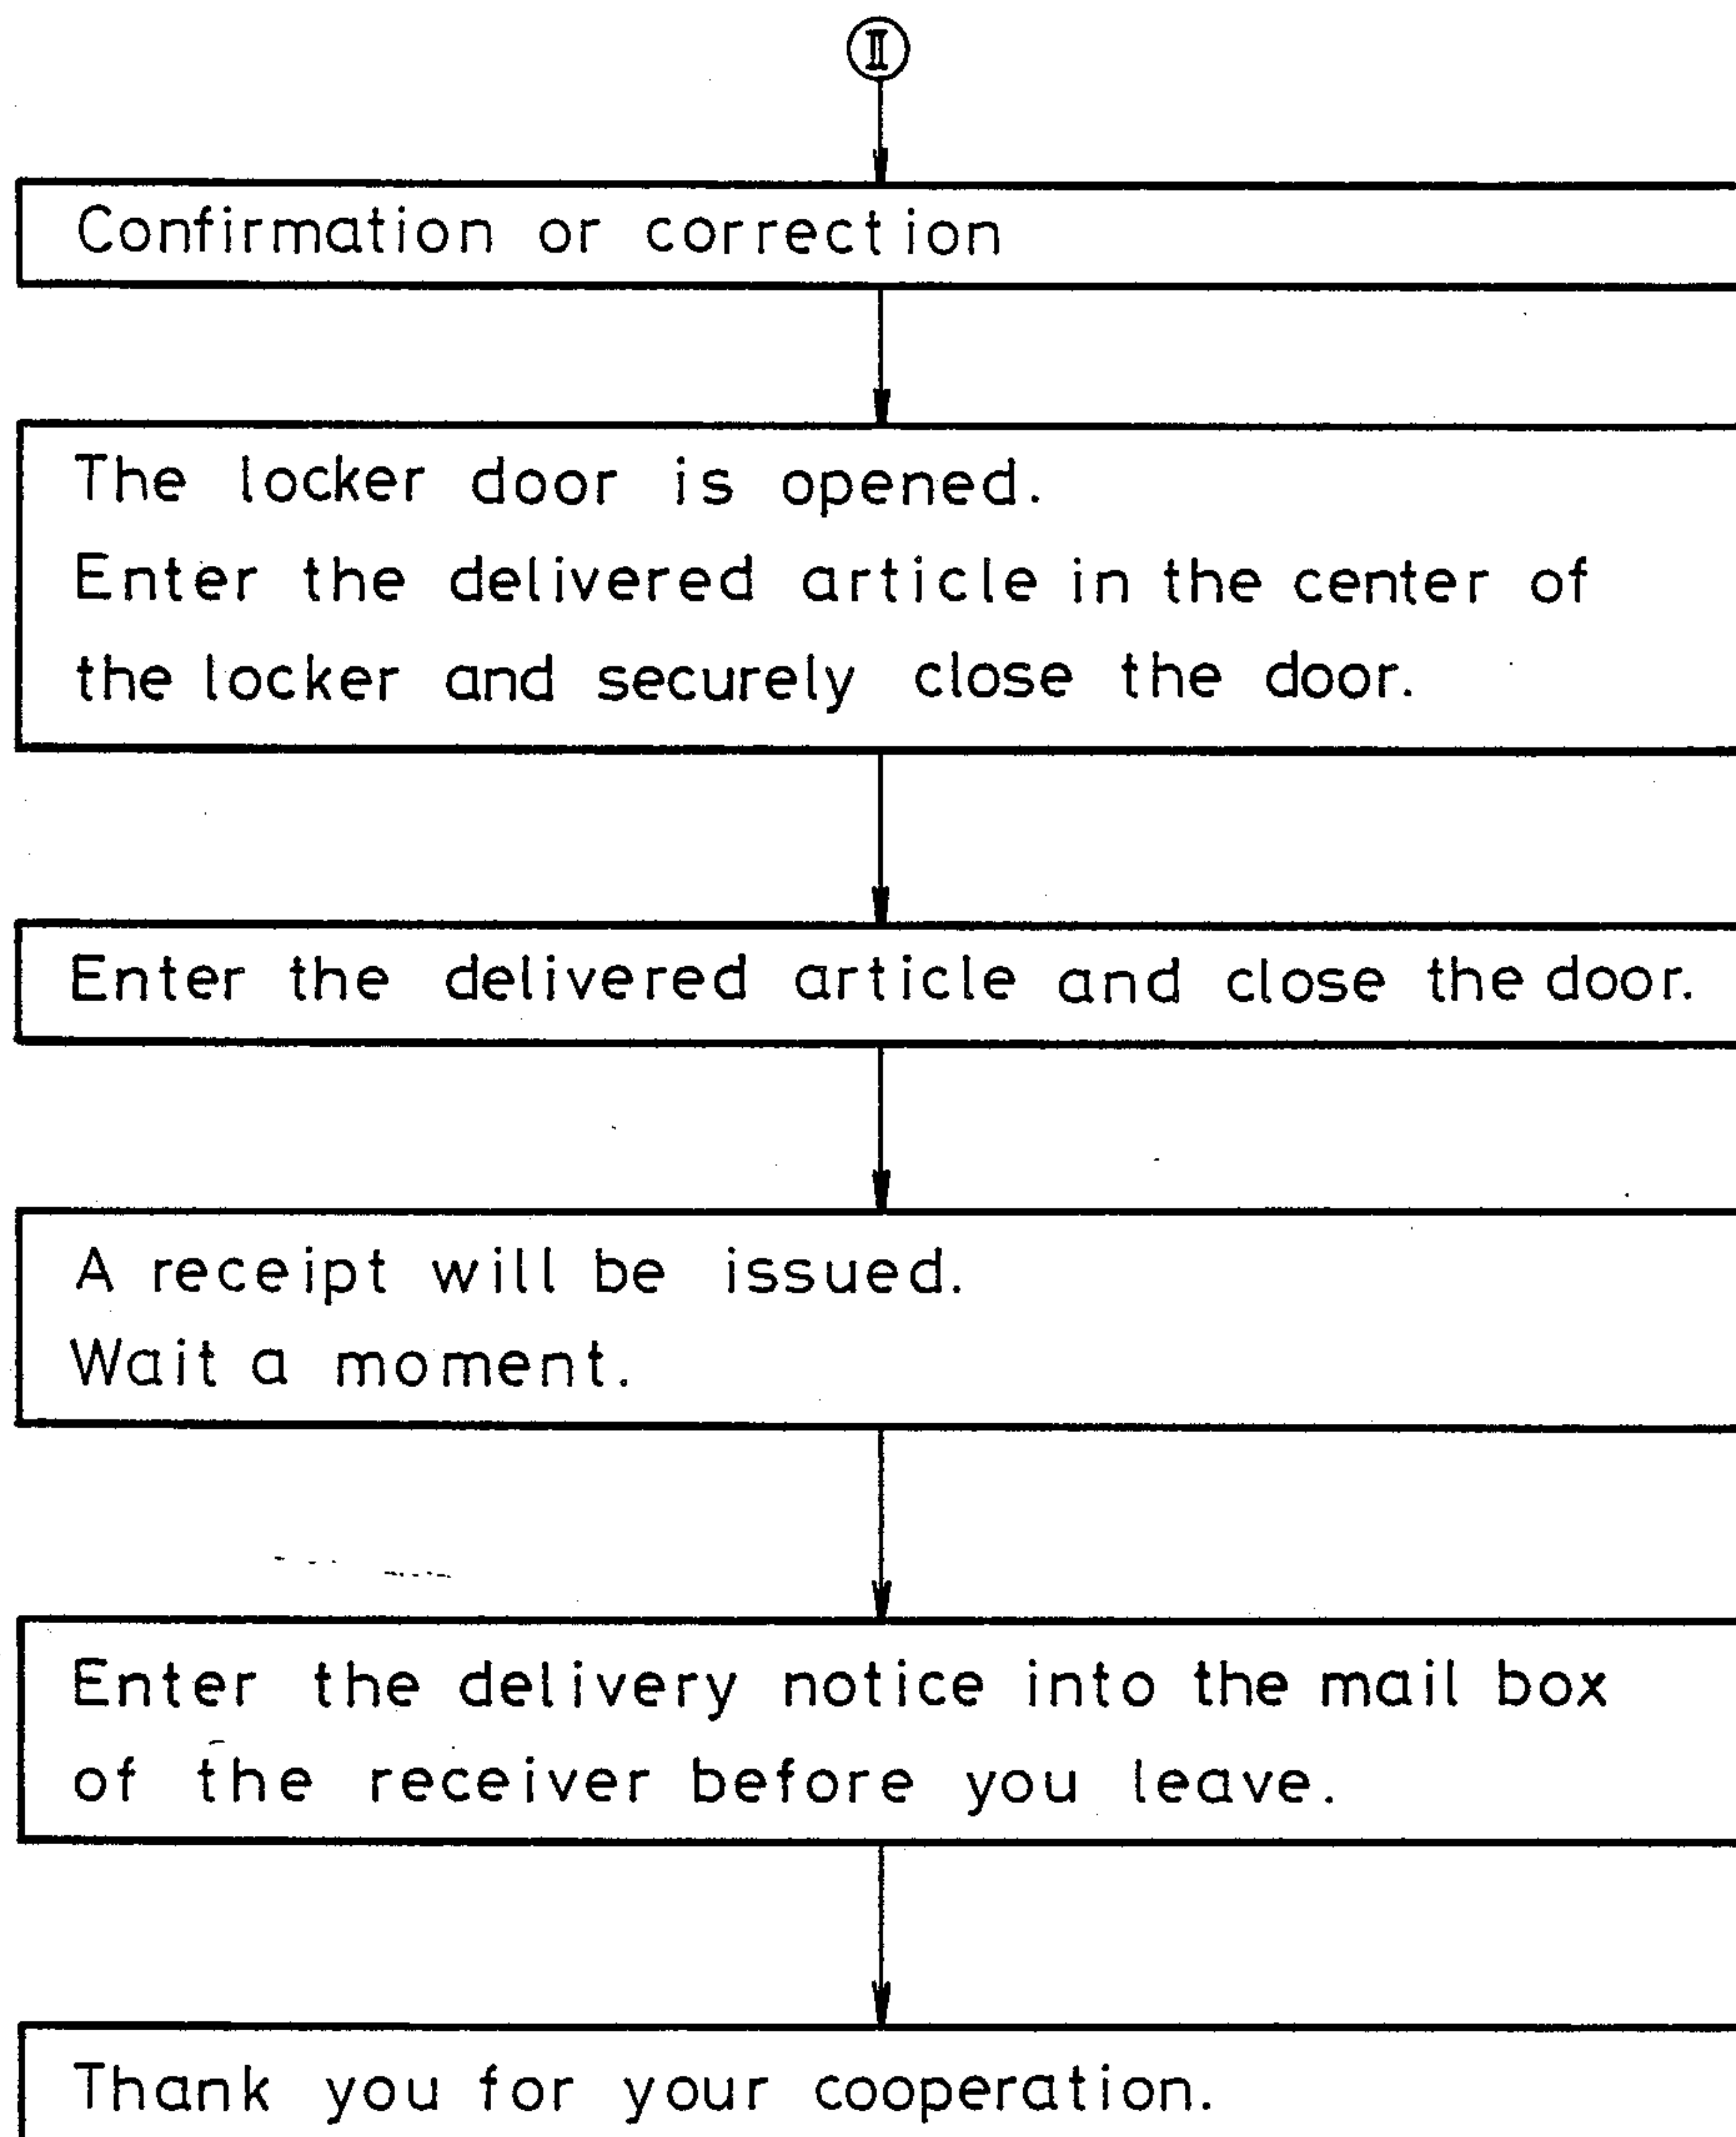 II
Confirmation or correction
The locker door is opened.
Enter the delivered article in the center of
the locker and securely close the door.
Enter the delivered article and close the door.
A receipt will be issued.
Wait a moment.
Enter the delivery notice into the mail box
of the receiver before you leave.
Thank you for your cooperation.